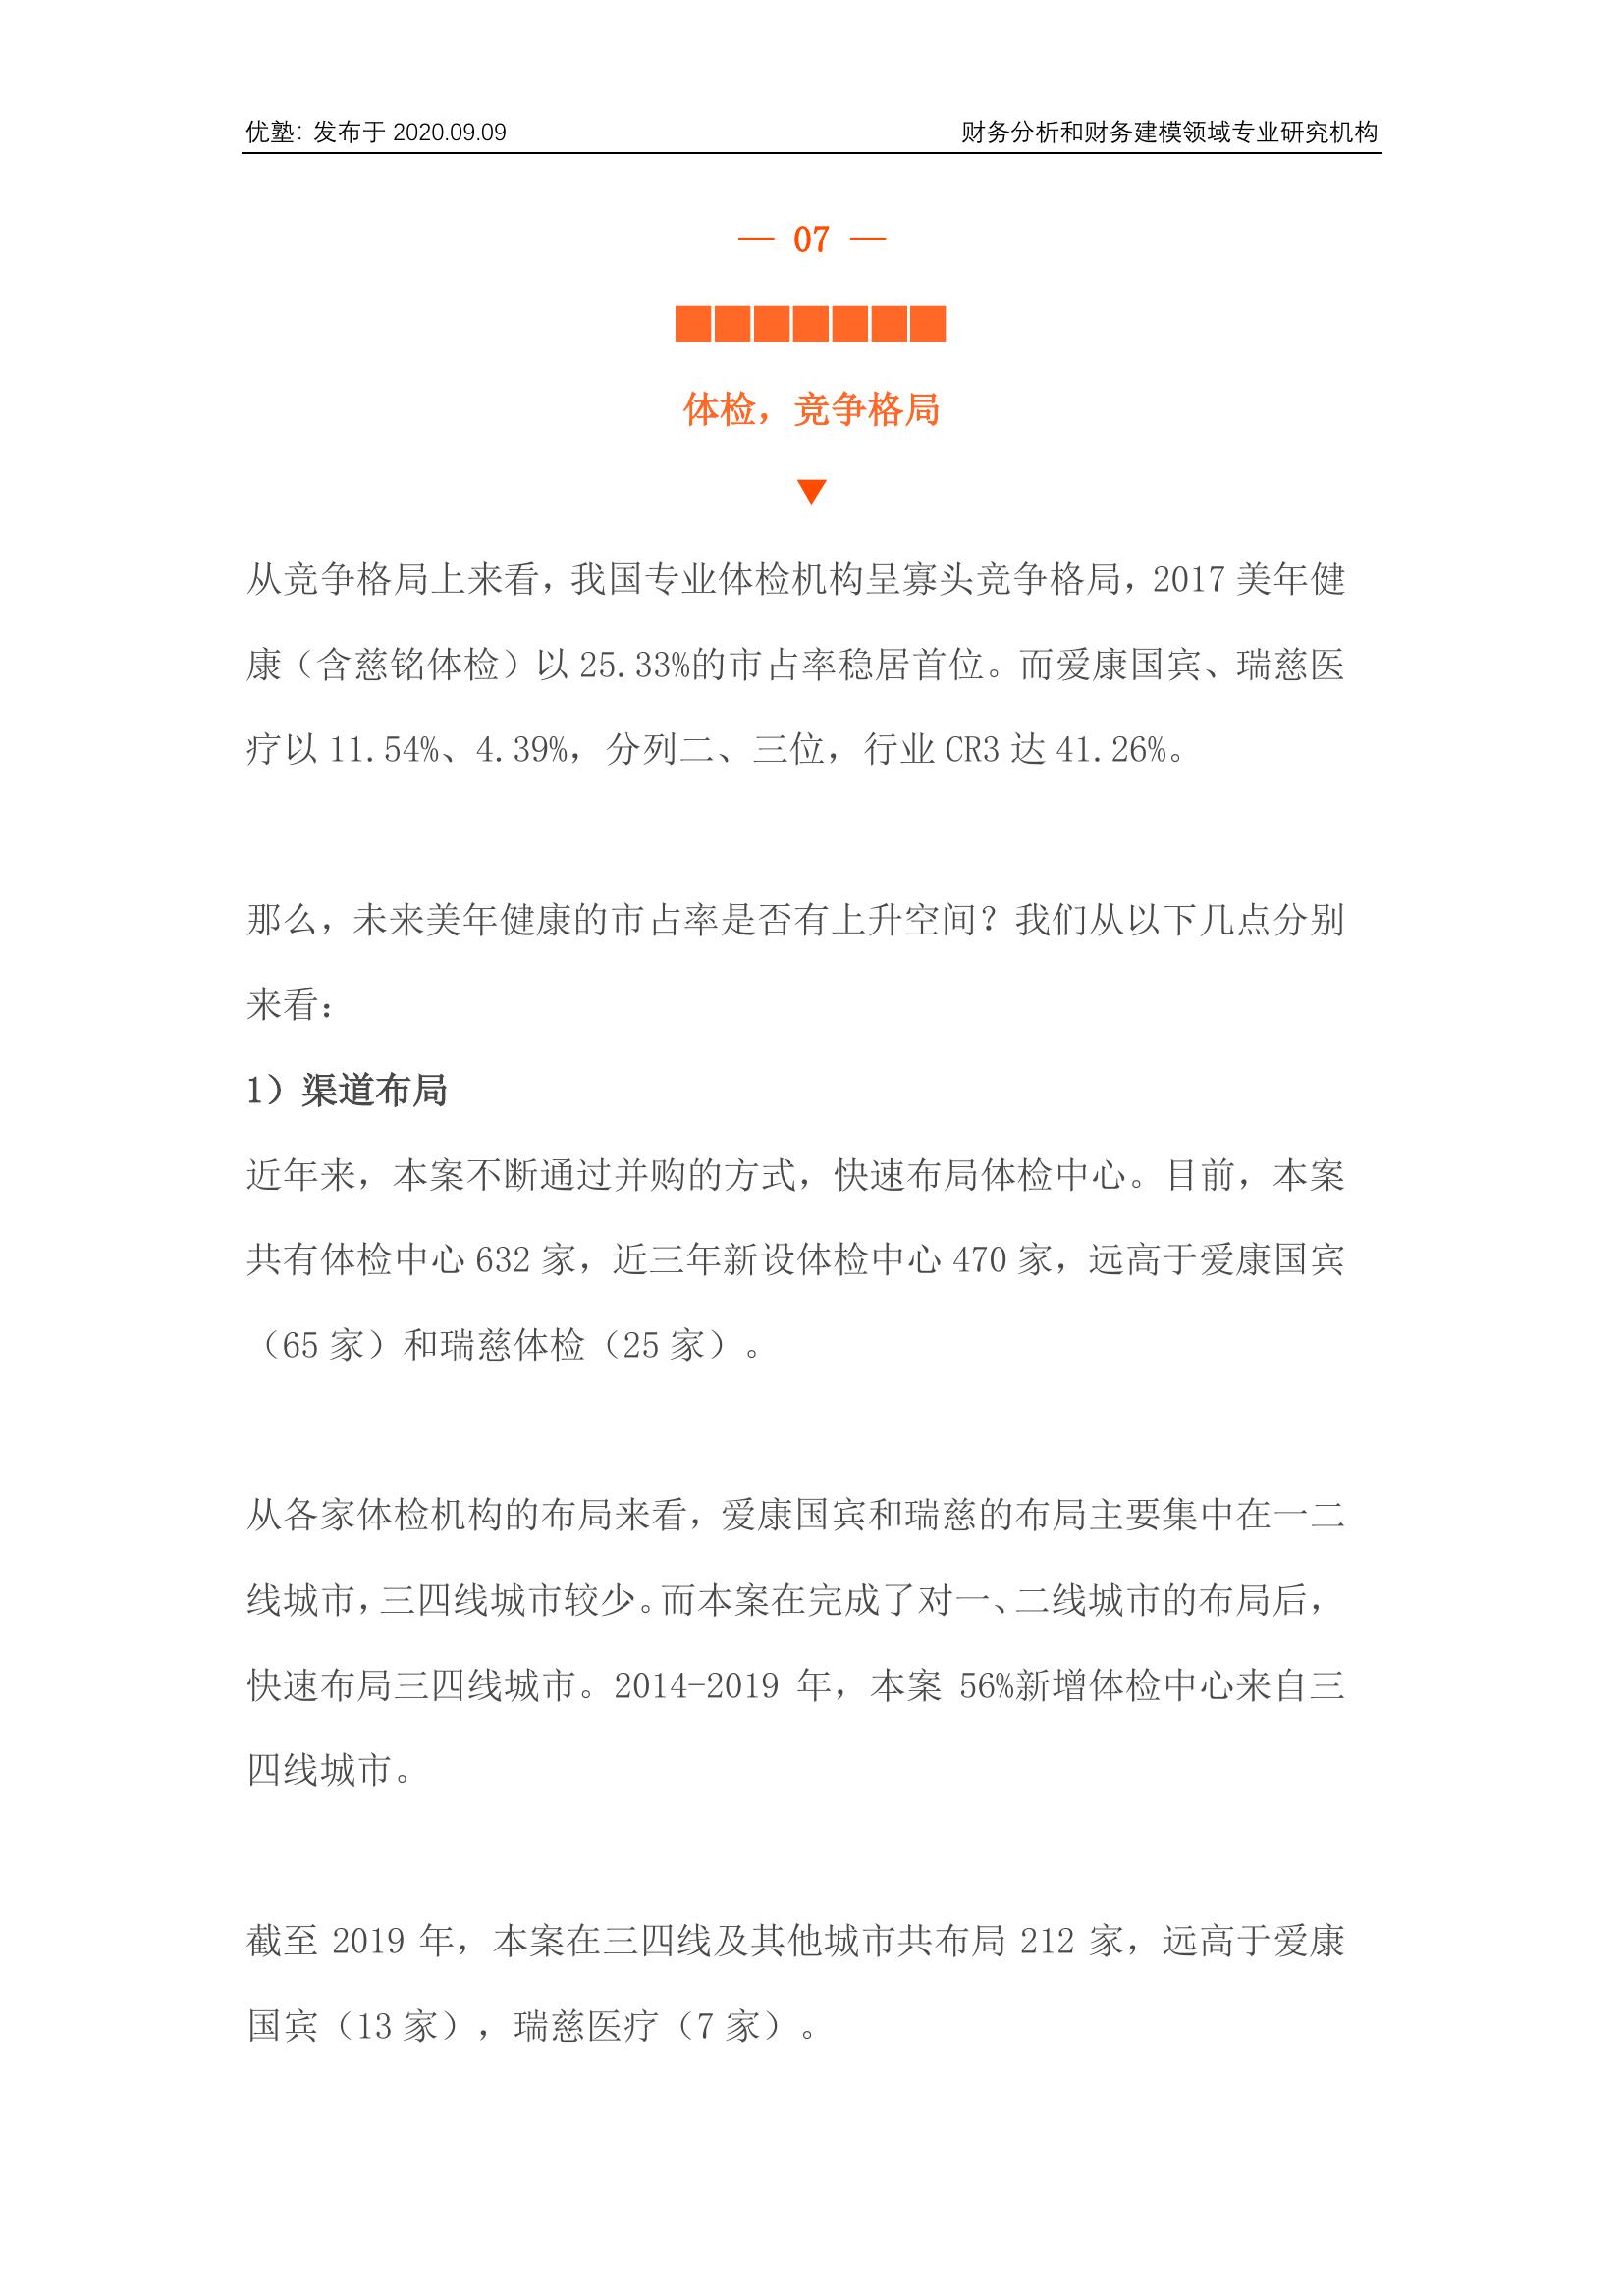 优塾：发布于 2020.09.09
财务分析和财务建模领域专业研究机构
— 07 —
■■■■■■■
体检，竞争格局
▼
从竞争格局上来看，我国专业体检机构呈寡头竞争格局，2017 美年健
康（含慈铭体检）以 25.33%的市占率稳居首位。而爱康国宾、瑞慈医
疗以 11.54%、4.39%，分列二、三位，行业 CR3 达 41.26%。
那么，未来美年健康的市占率是否有上升空间？我们从以下几点分别
来看：
1）渠道布局
近年来，本案不断通过并购的方式，快速布局体检中心。目前，本案
共有体检中心 632 家，近三年新设体检中心 470 家，远高于爱康国宾
（65 家）和瑞慈体检（25 家）。
从各家体检机构的布局来看，爱康国宾和瑞慈的布局主要集中在一二
线城市，三四线城市较少。而本案在完成了对一、二线城市的布局后，
快速布局三四线城市。2014-2019 年，本案 56%新增体检中心来自三
四线城市。
截至 2019 年，本案在三四线及其他城市共布局 212 家，远高于爱康
国宾（13 家），瑞慈医疗（7 家）。